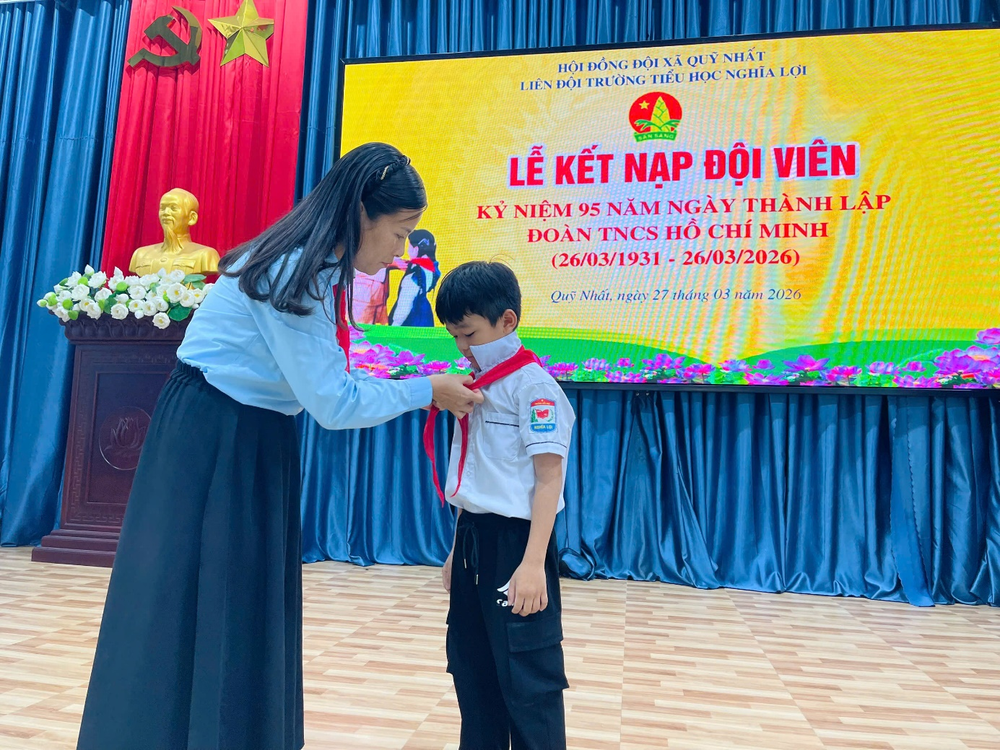 HỘI ĐỒNG ĐỘI XÃ QUỸ NHẤT
LIÊN ĐỘI TRƯỜNG TIỂU HỌC NGHĨA LỢI
SẴN SÀNG
LỄ KẾT NẠP ĐỘI VIÊN
KỶ NIỆM 95 NĂM NGÀY THÀNH LẬP
ĐOÀN TNCS HỒ CHÍ MINH
(26/03/1931 - 26/03/2026)
Quỹ Nhất, ngày 27 tháng 03 năm 2026
NGHĨA LỢI